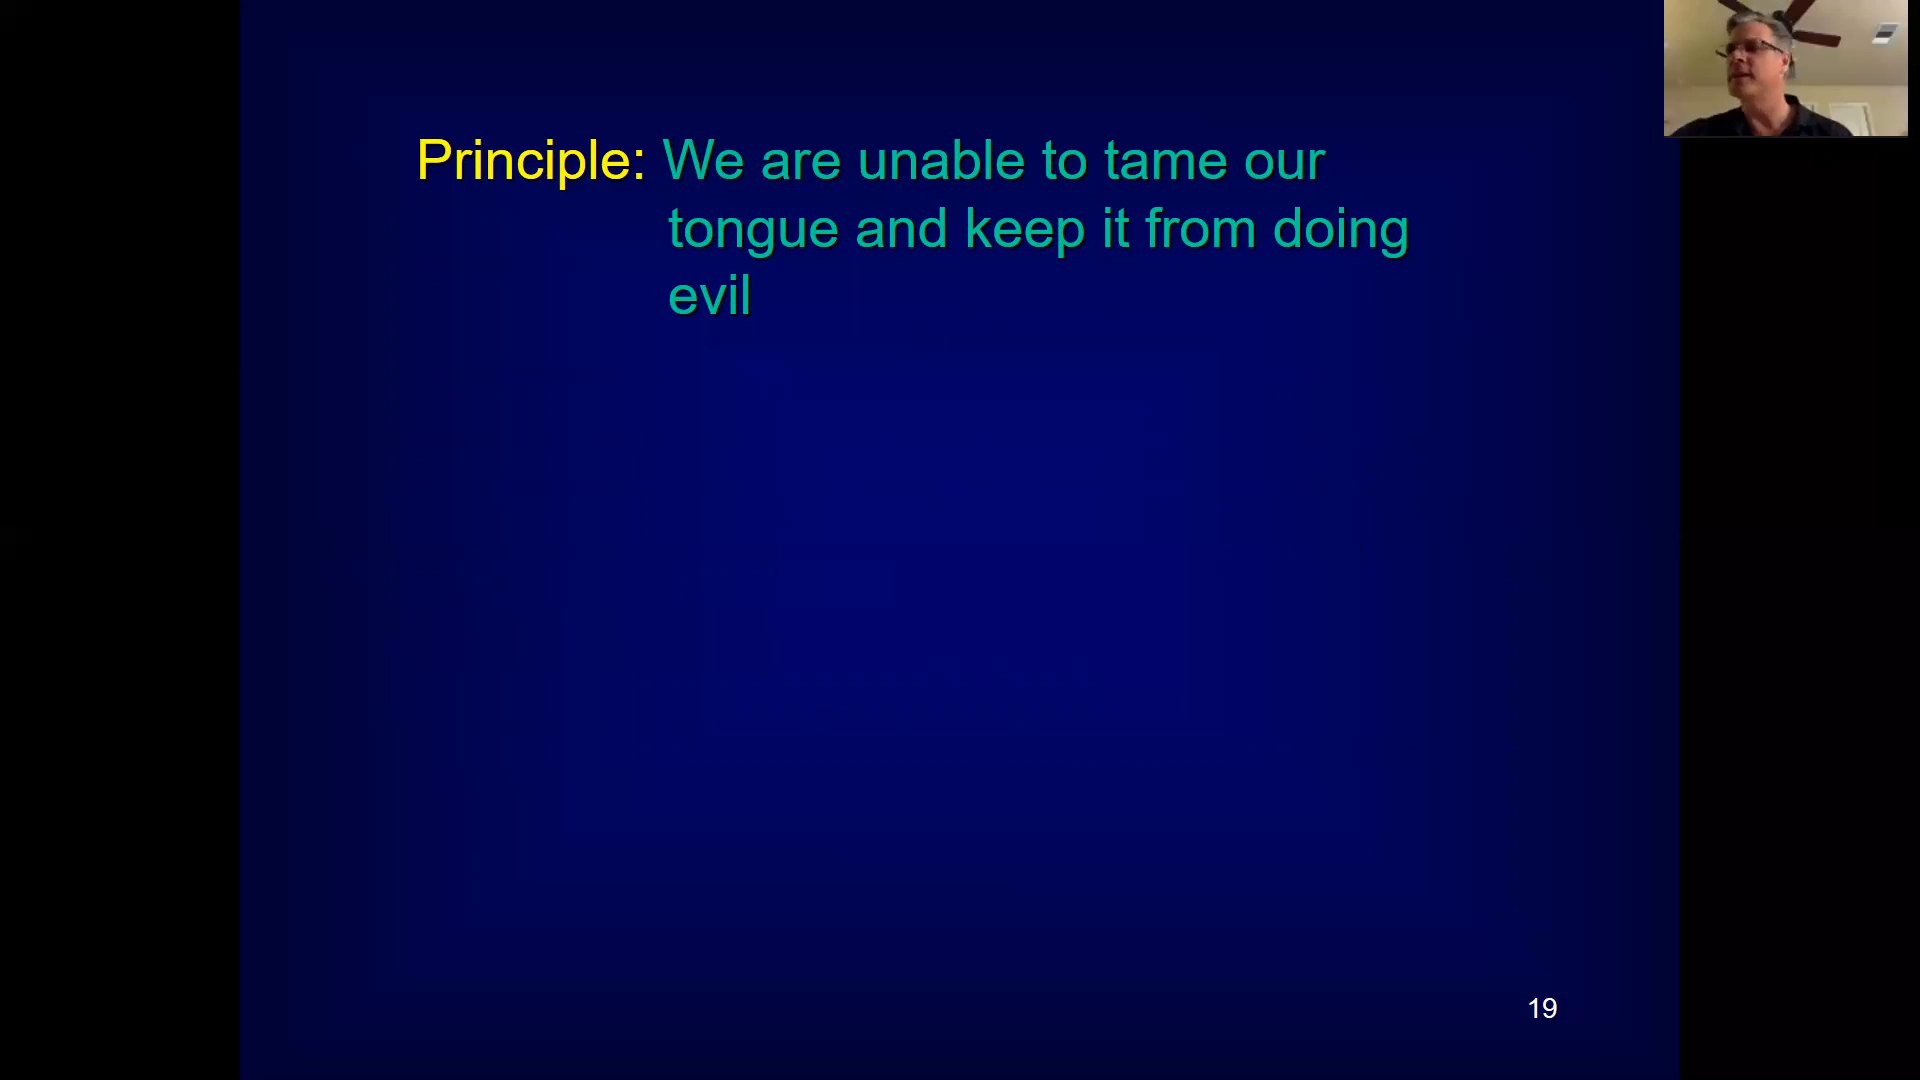 Principle: We are unable to tame our
tongue and keep it from doing
evil
19